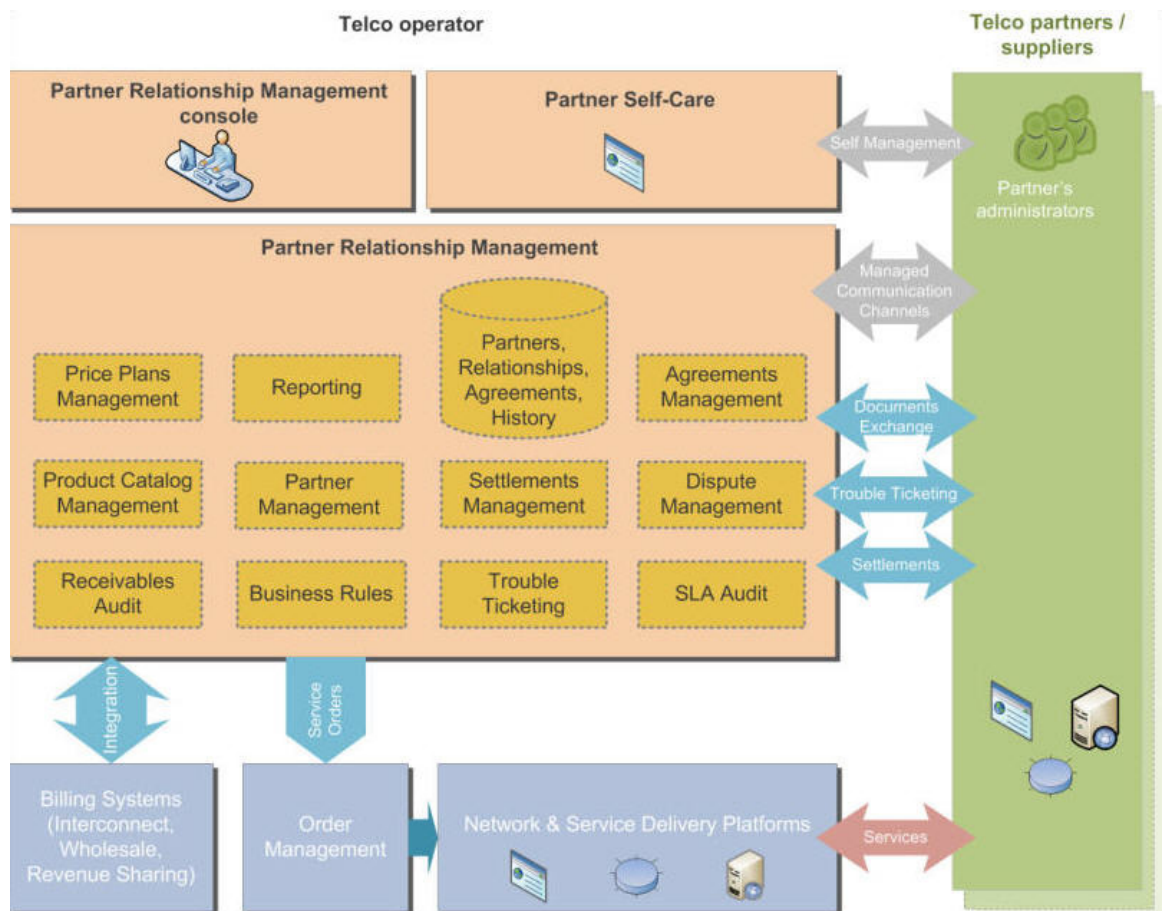 Telco operator
Telco partners /
suppliers
Partner Relationship Management
console
Partner Self-Care
Self Management
Partner's
administrators
Partner Relationship Management
Managed
Communication
Channels
Price Plans
Management
Reporting
Partners,
Relationships,
Agreements,
History
Agreements
Management
Documents
Exchange
Product Catalog
Management
Partner
Management
Settlements
Management
Dispute
Management
Trouble Ticketing
Receivables
Audit
Business Rules
Trouble
Ticketing
SLA Audit
Settlements
Integration
Service
Orders
Billing Systems
(Interconnect,
Wholesale,
Revenue Sharing)
Order
Management
Network & Service Delivery Platforms
Services